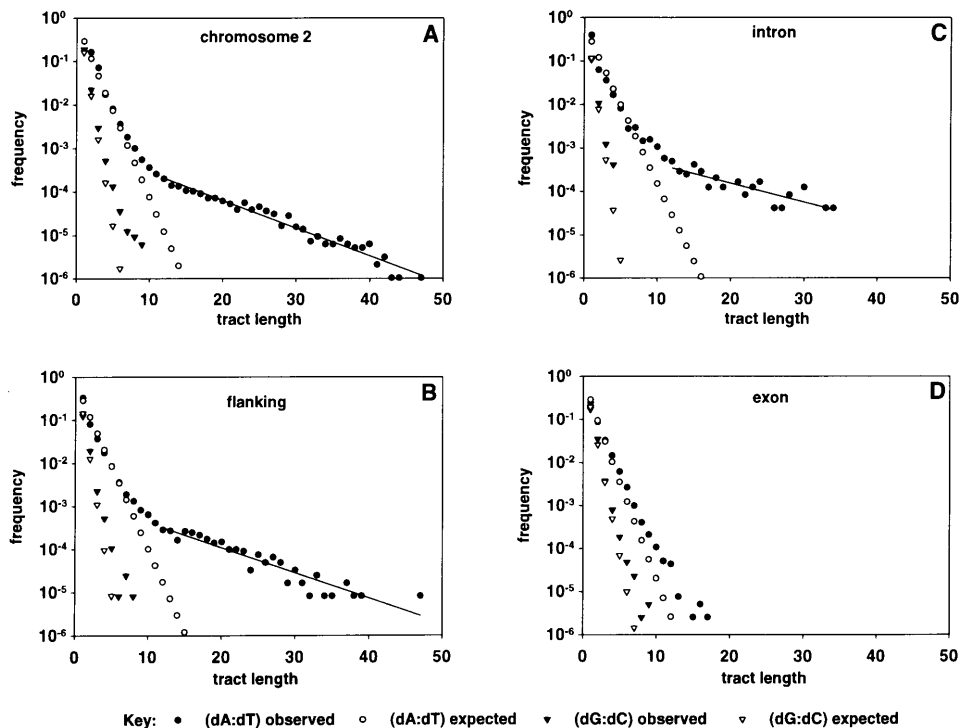 A
chromosome 2
10⁰
10⁻¹
10⁻²
10⁻³
10⁻⁴
10⁻⁵
10⁻⁶
frequency
0 10 20 30 40 50
tract length
C
intron
10⁰
10⁻¹
10⁻²
10⁻³
10⁻⁴
10⁻⁵
10⁻⁶
frequency
0 10 20 30 40 50
tract length
B
flanking
10⁰
10⁻¹
10⁻²
10⁻³
10⁻⁴
10⁻⁵
10⁻⁶
frequency
0 10 20 30 40 50
tract length
D
exon
10⁰
10⁻¹
10⁻²
10⁻³
10⁻⁴
10⁻⁵
10⁻⁶
frequency
0 10 20 30 40 50
tract length
Key: ● (dA:dT) observed ○ (dA:dT) expected ▼ (dG:dC) observed ▽ (dG:dC) expected